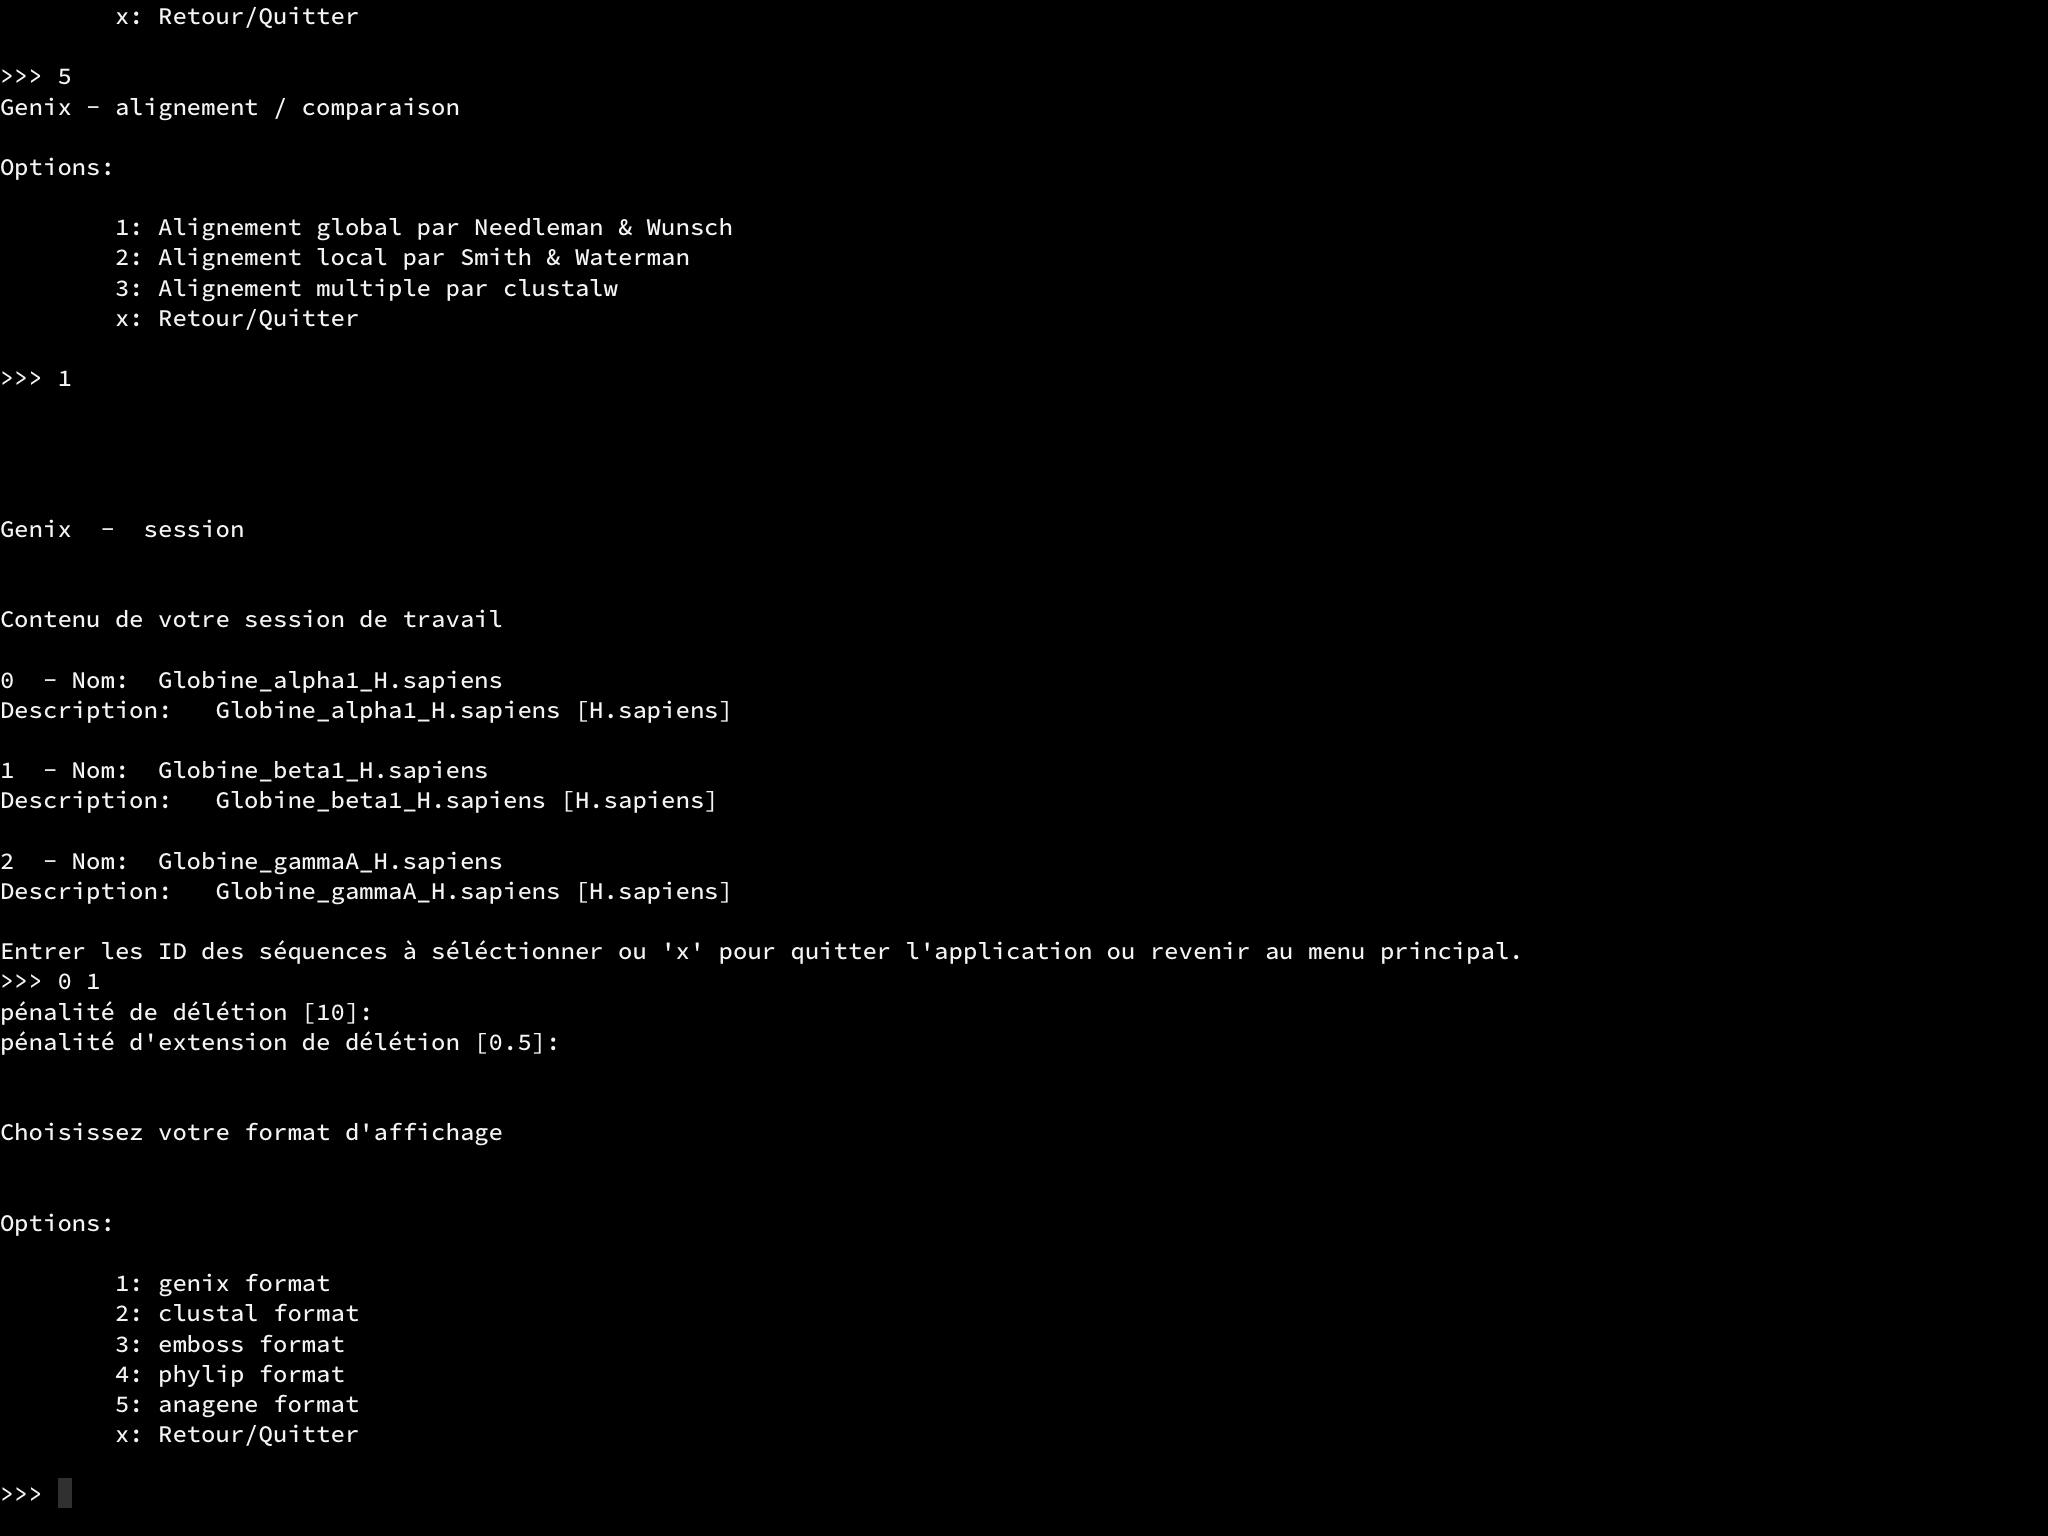 x: Retour/Quitter
>>> 5
Genix - alignement / comparaison
Options:
1: Alignement global par Needleman & Wunsch
2: Alignement local par Smith & Waterman
3: Alignement multiple par clustalw
x: Retour/Quitter
>>> 1
Genix  -  session
Contenu de votre session de travail
0  - Nom:  Globine_alpha1_H.sapiens
Description:   Globine_alpha1_H.sapiens [H.sapiens]
1  - Nom:  Globine_beta1_H.sapiens
Description:   Globine_beta1_H.sapiens [H.sapiens]
2  - Nom:  Globine_gammaA_H.sapiens
Description:   Globine_gammaA_H.sapiens [H.sapiens]
Entrer les ID des séquences à séléctionner ou 'x' pour quitter l'application ou revenir au menu principal.
>>> 0 1
pénalité de délétion [10]:
pénalité d'extension de délétion [0.5]:
Choisissez votre format d'affichage
Options:
1: genix format
2: clustal format
3: emboss format
4: phylip format
5: anagene format
x: Retour/Quitter
>>>